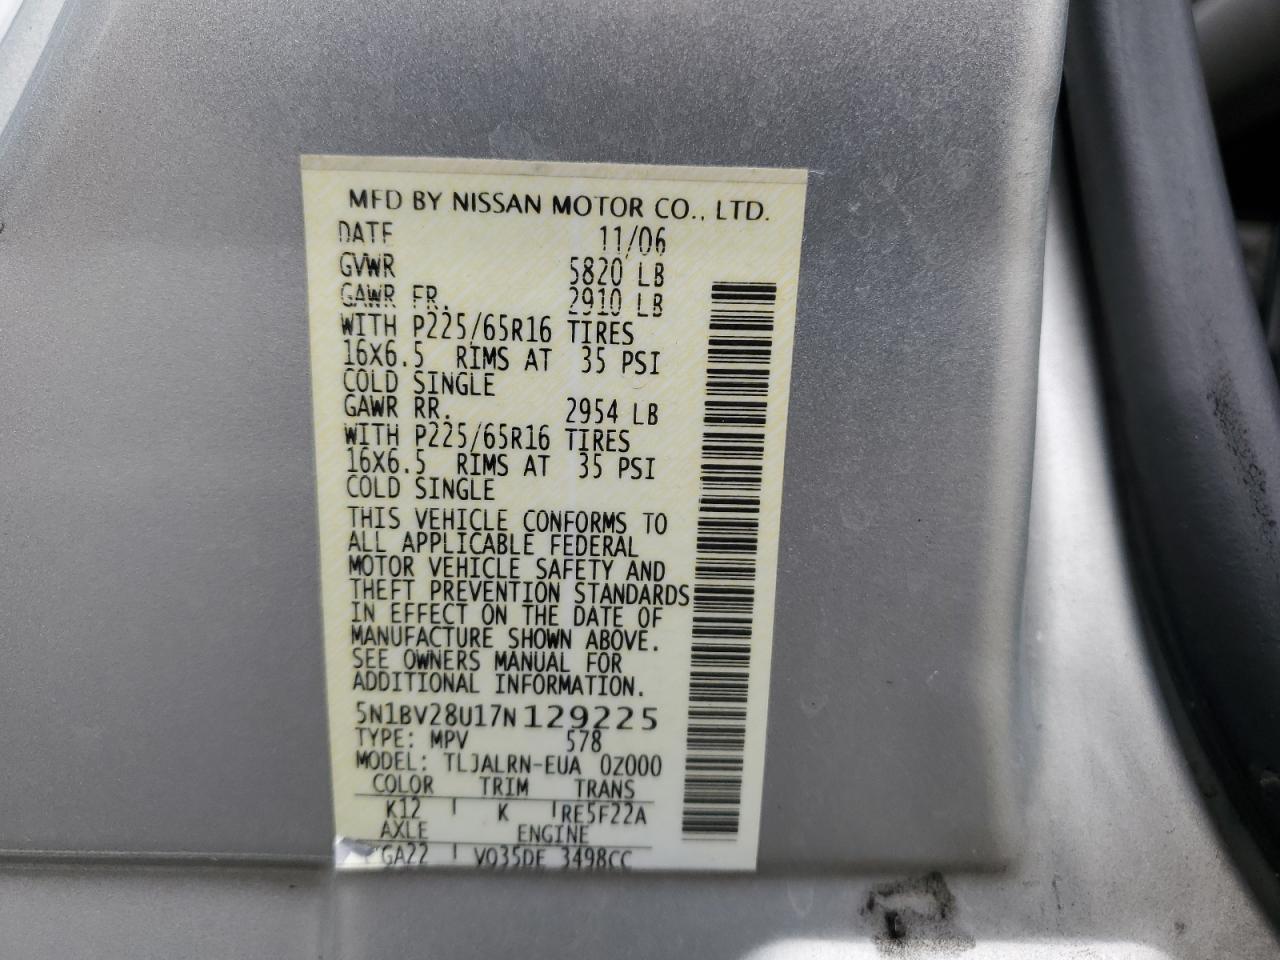 MFD BY NISSAN MOTOR CO., LTD.
DATE 11/06
GVWR 5820 LB
GAWR FR. 2910 LB
WITH P225/65R16 TIRES
16X6.5 RIMS AT 35 PSI
COLD SINGLE
GAWR RR. 2954 LB
WITH P225/65R16 TIRES
16X6.5 RIMS AT 35 PSI
COLD SINGLE
THIS VEHICLE CONFORMS TO
ALL APPLICABLE FEDERAL
MOTOR VEHICLE SAFETY AND
THEFT PREVENTION STANDARDS
IN EFFECT ON THE DATE OF
MANUFACTURE SHOWN ABOVE.
SEE OWNERS MANUAL FOR
ADDITIONAL INFORMATION.
5N1BV28U17N129225
TYPE: MPV 578
MODEL: TLJALRN-EUA 0Z000
COLOR TRIM TRANS
K12 K RE5F22A
AXLE ENGINE
VQ35DE 3498CC